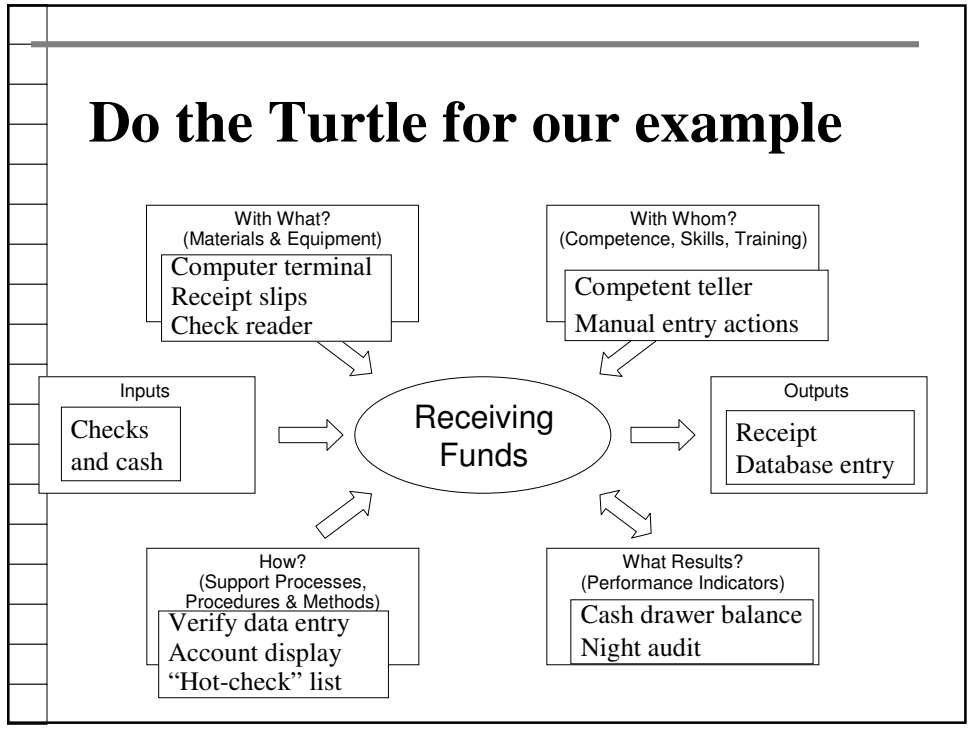 Do the Turtle for our example
With What?
(Materials & Equipment)
Computer terminal
Receipt slips
Check reader
With Whom?
(Competence, Skills, Training)
Competent teller
Manual entry actions
Inputs
Checks
and cash
Receiving
Funds
Outputs
Receipt
Database entry
How?
(Support Processes,
Procedures & Methods)
Verify data entry
Account display
“Hot-check” list
What Results?
(Performance Indicators)
Cash drawer balance
Night audit